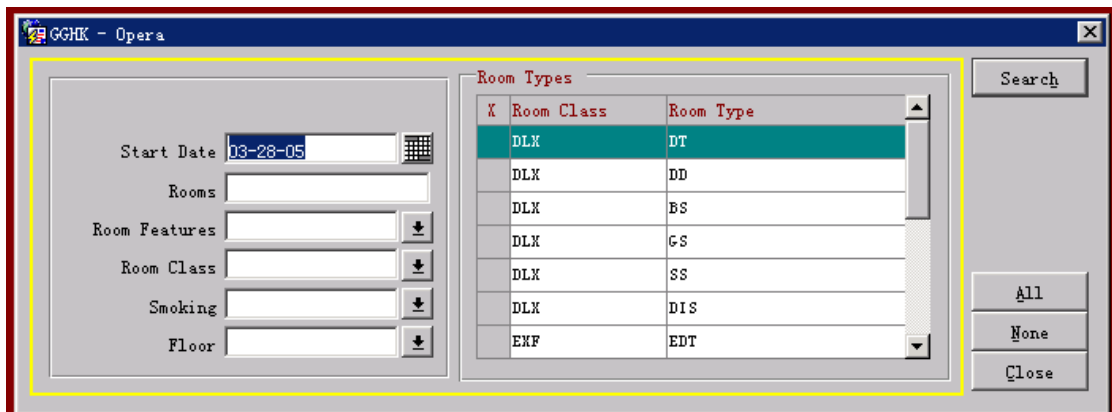 GGHK - Opera
Start Date 03-28-05
Rooms
Room Features
Room Class
Smoking
Floor
Room Types
X Room Class Room Type
DLX DT
DLX DD
DLX BS
DLX GS
DLX SS
DLX DIS
EXF EDT
Search
All
None
Close